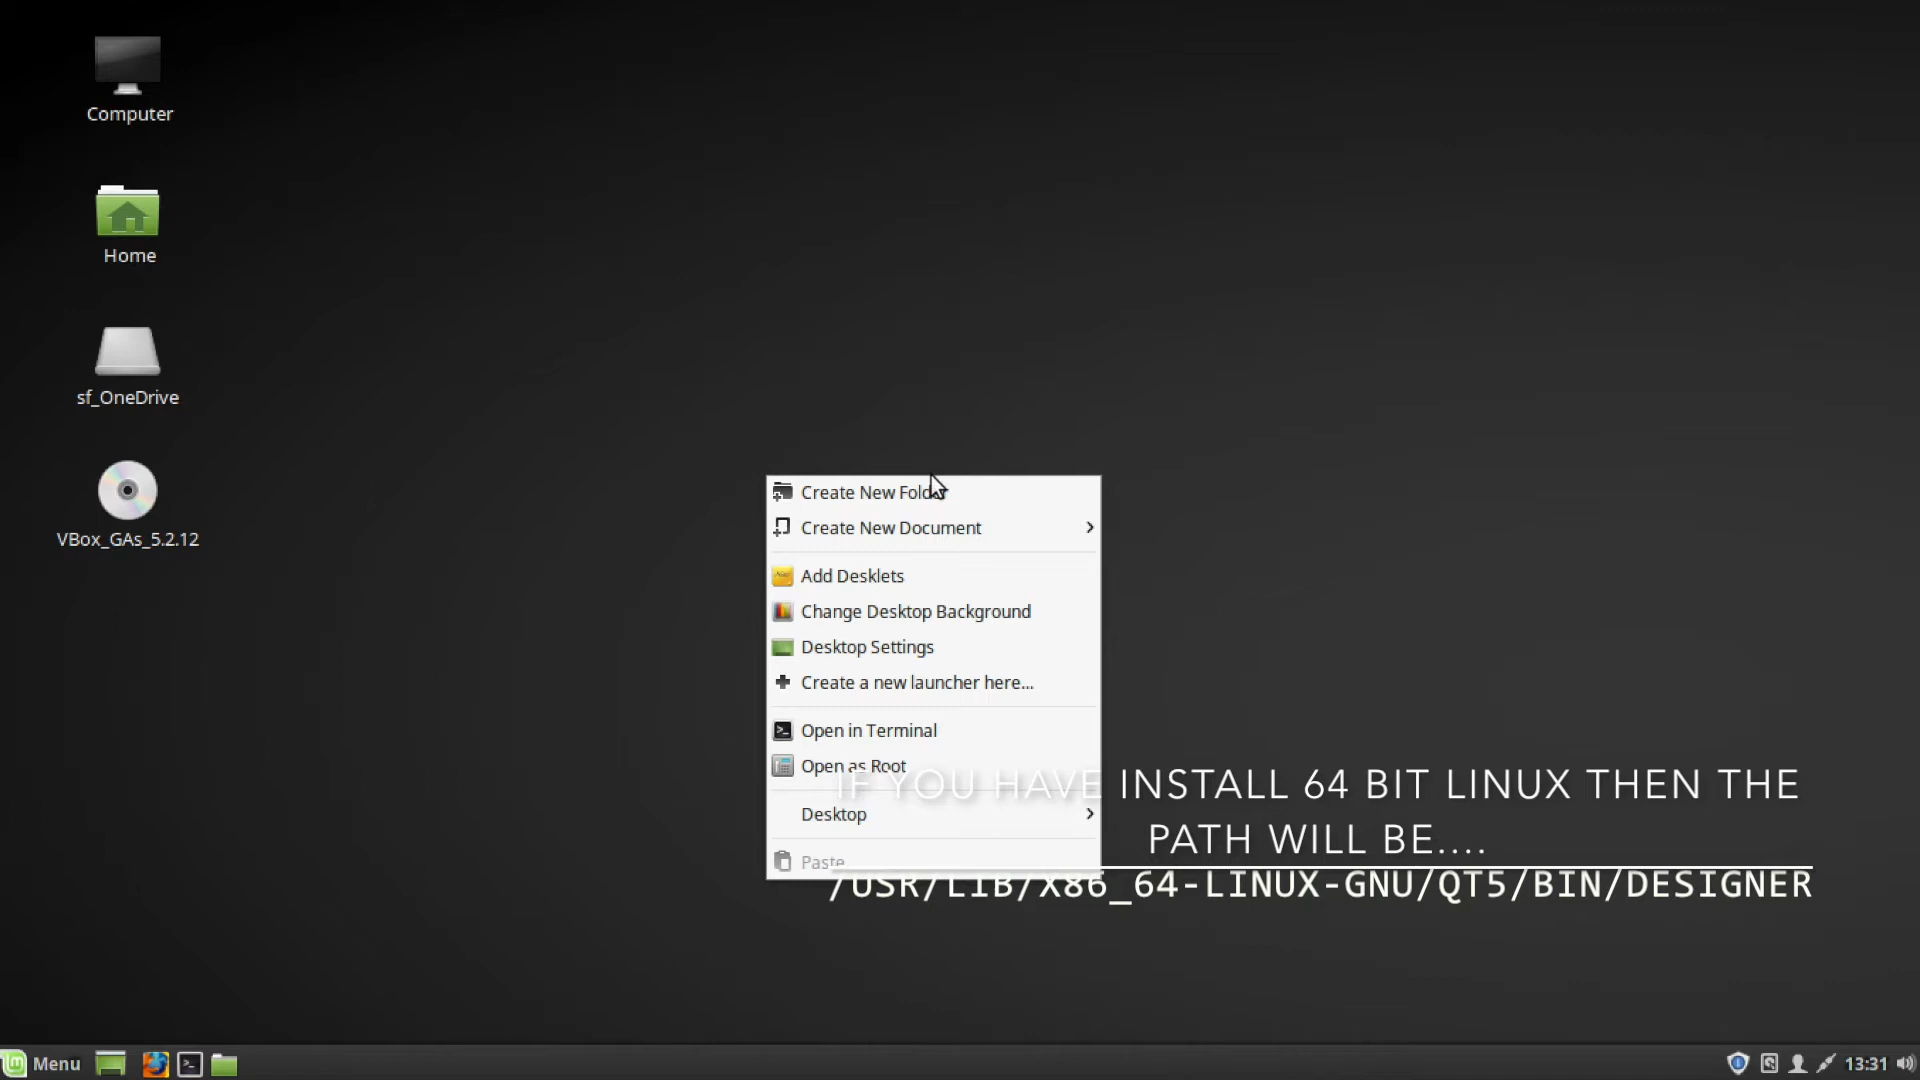 Computer
Home
sf_OneDrive
VBox_GAs_5.2.12
Create New Folder
Create New Document
Add Desklets
Change Desktop Background
Desktop Settings
Create a new launcher here...
Open in Terminal
Open as Root
Desktop
Paste
IF YOU HAVE INSTALL 64 BIT LINUX THEN THE
PATH WILL BE....
/USR/LIB/X86_64-LINUX-GNU/QT5/BIN/DESIGNER
Menu
13:31